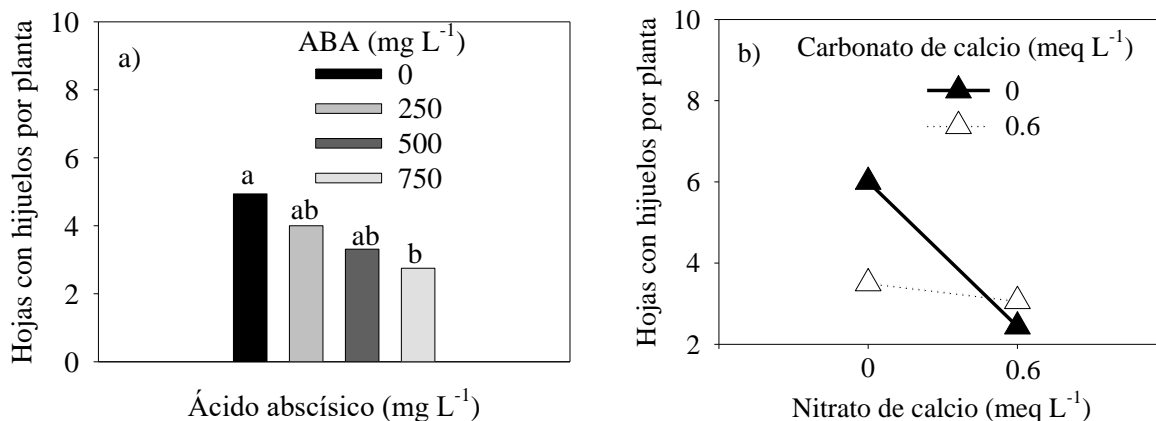 a)
ABA (mg L⁻¹)
0
250
500
750
Hojas con hijuelos por planta
10
8
6
4
2
0
a
ab
ab
b
Ácido abscísico (mg L⁻¹)
b)
Carbonato de calcio (meq L⁻¹)
0
0.6
Hojas con hijuelos por planta
10
8
6
4
2
0
0.6
Nitrato de calcio (meq L⁻¹)